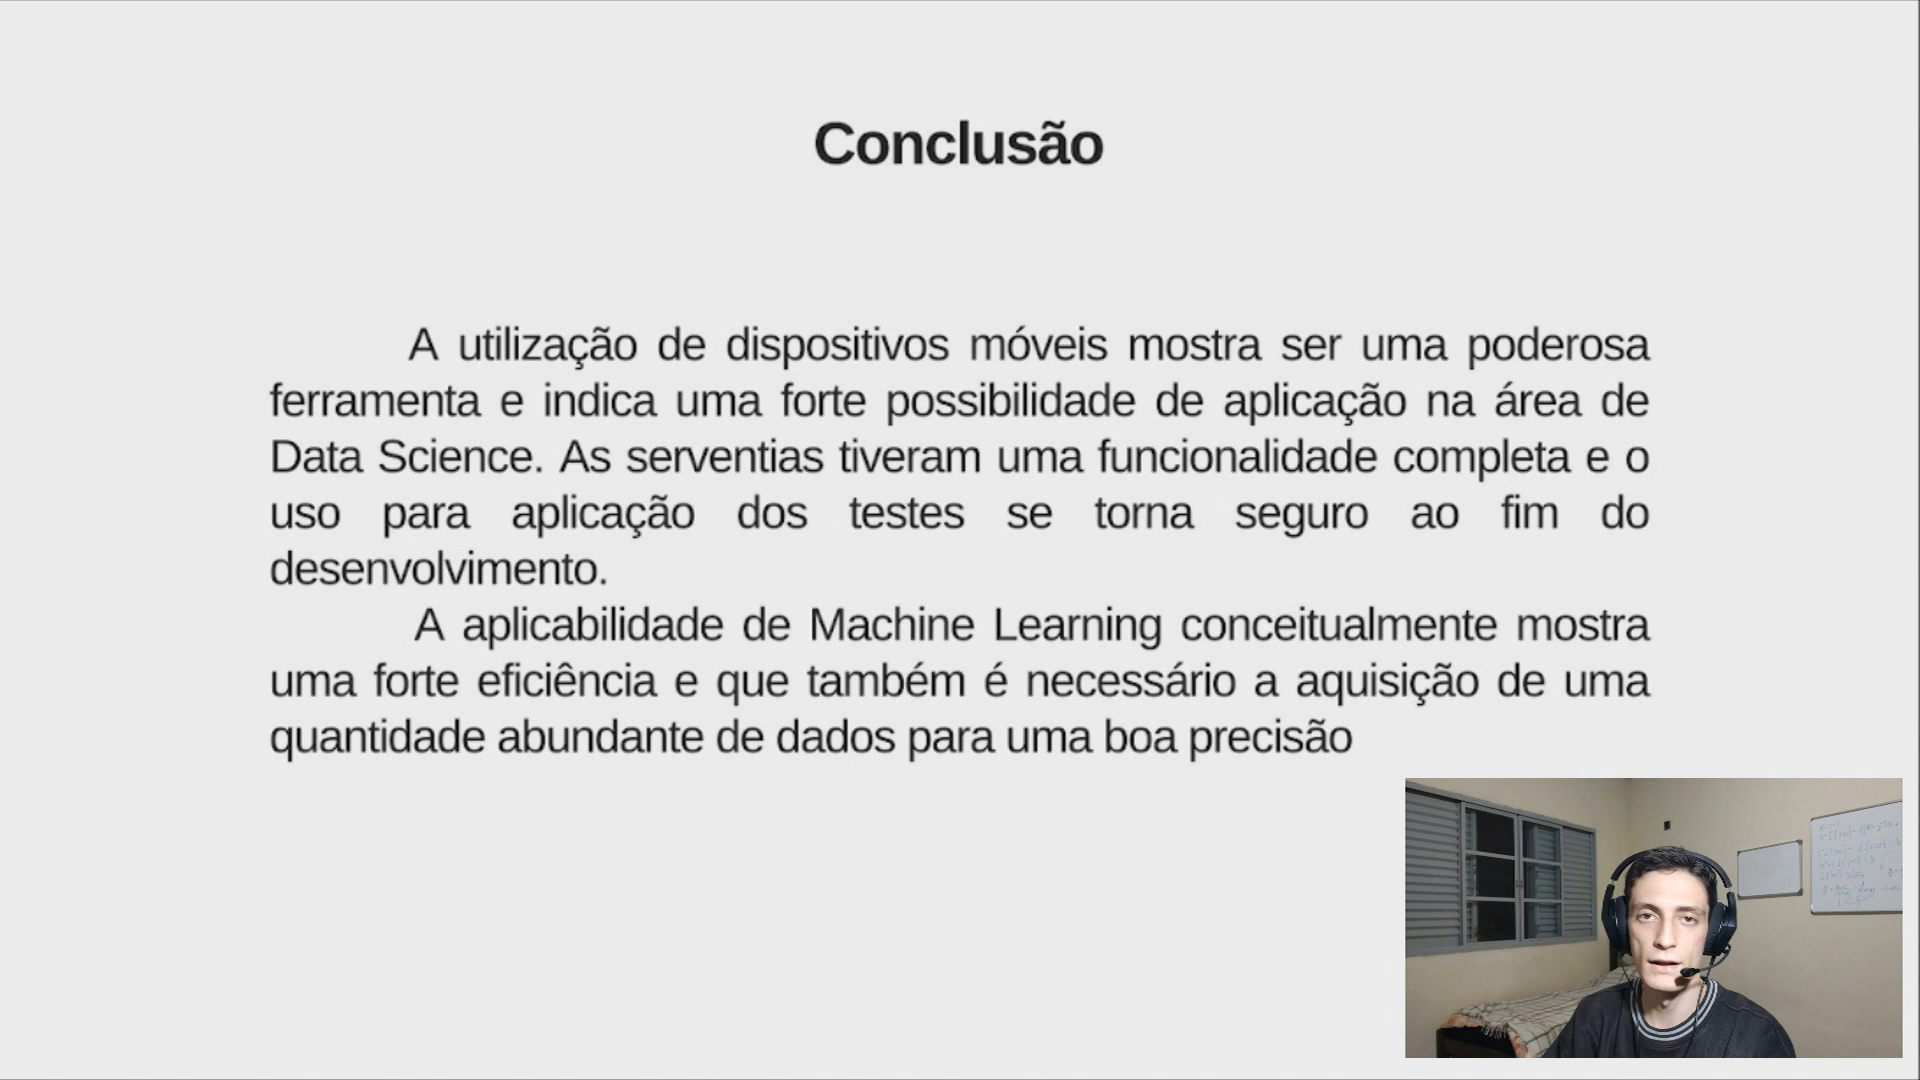 Conclusão
A utilização de dispositivos móveis mostra ser uma poderosa
ferramenta e indica uma forte possibilidade de aplicação na área de
Data Science. As serventias tiveram uma funcionalidade completa e o
uso para aplicação dos testes se torna seguro ao fim do
desenvolvimento.
A aplicabilidade de Machine Learning conceitualmente mostra
uma forte eficiência e que também é necessário a aquisição de uma
quantidade abundante de dados para uma boa precisão